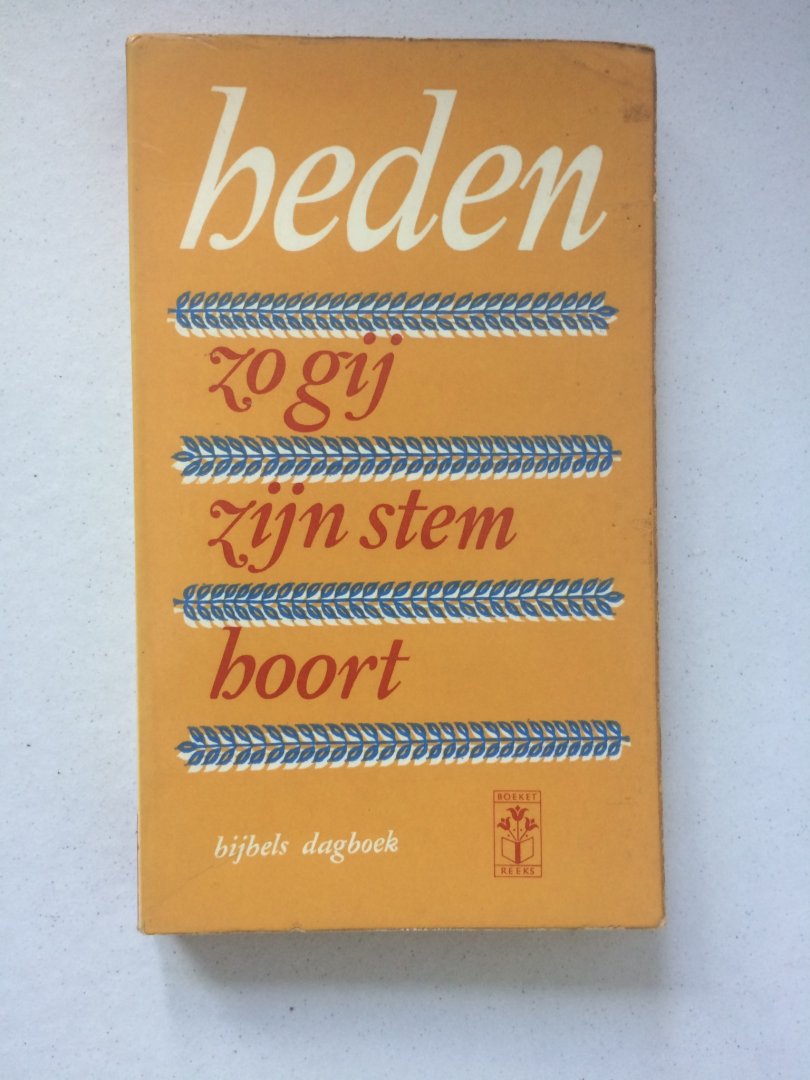 heden
zo gij
zijn stem
hoort
bijbels dagboek
BOEKET
REEKS